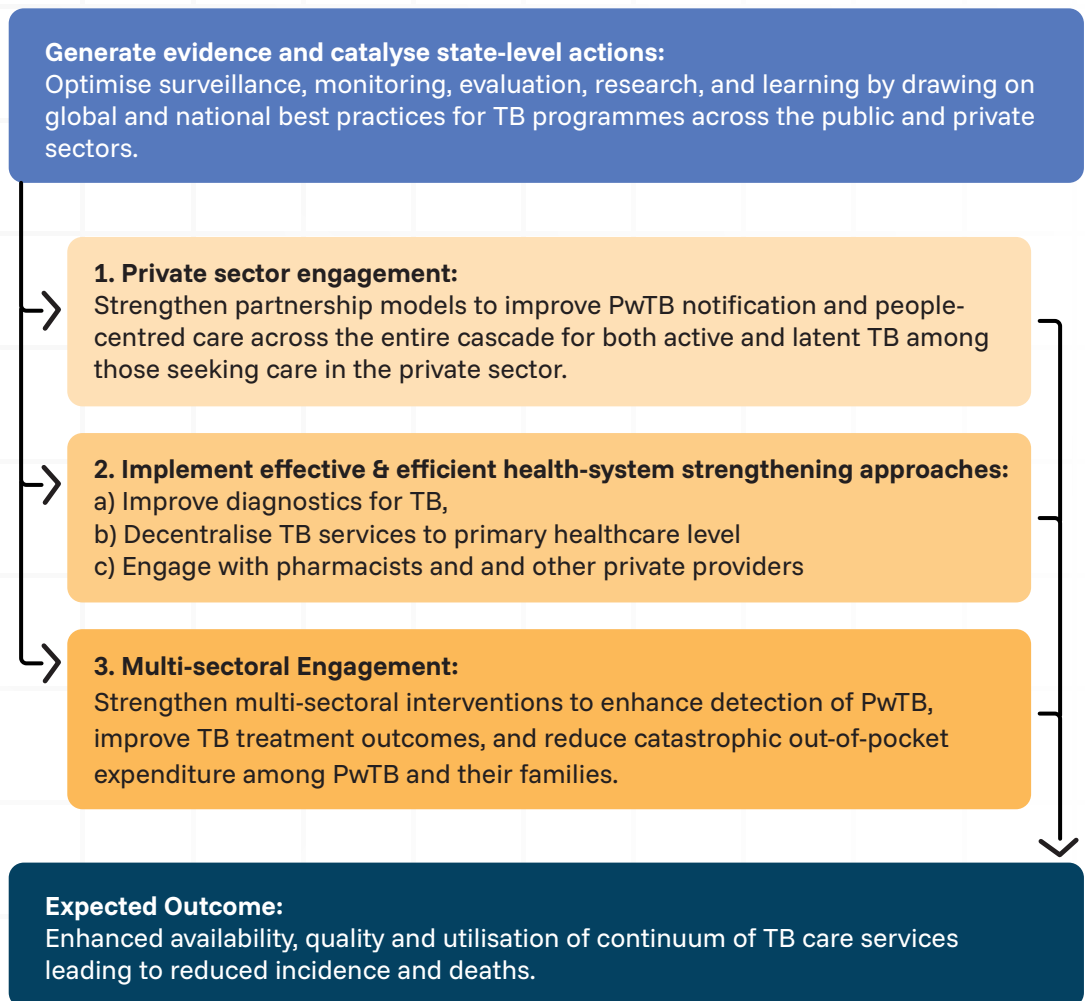 Generate evidence and catalyse state-level actions:
Optimise surveillance, monitoring, evaluation, research, and learning by drawing on
global and national best practices for TB programmes across the public and private
sectors.
1. Private sector engagement:
Strengthen partnership models to improve PwTB notification and people-
centred care across the entire cascade for both active and latent TB among
those seeking care in the private sector.
2. Implement effective & efficient health-system strengthening approaches:
a) Improve diagnostics for TB,
b) Decentralise TB services to primary healthcare level
c) Engage with pharmacists and and other private providers
3. Multi-sectoral Engagement:
Strengthen multi-sectoral interventions to enhance detection of PwTB,
improve TB treatment outcomes, and reduce catastrophic out-of-pocket
expenditure among PwTB and their families.
Expected Outcome:
Enhanced availability, quality and utilisation of continuum of TB care services
leading to reduced incidence and deaths.